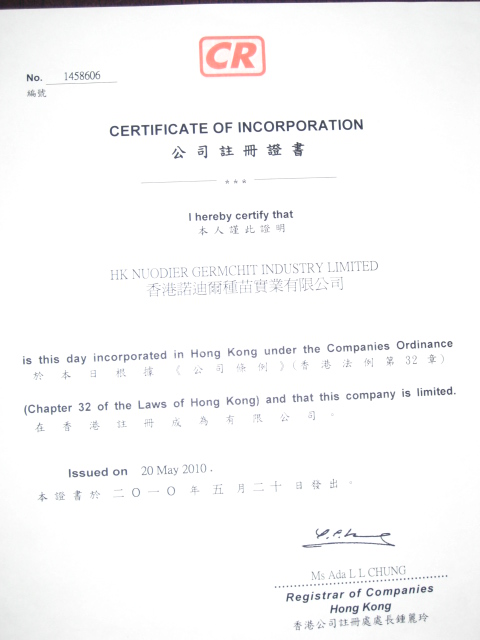 CR
No. 1458606
編號
CERTIFICATE OF INCORPORATION
公司註冊證書
***
I hereby certify that
本人謹此證明
HK NUODIER GERMCHIT INDUSTRY LIMITED
香港諾迪爾種苗實業有限公司
is this day incorporated in Hong Kong under the Companies Ordinance
於本日根據《公司條例》(香港法例第32章)
(Chapter 32 of the Laws of Hong Kong) and that this company is limited.
在香港註冊成為有限公司。
Issued on 20 May 2010.
本證書於二O一O年五月二十日發出。
Ms Ada L L CHUNG
Registrar of Companies
Hong Kong
香港公司註冊處處長鍾麗玲